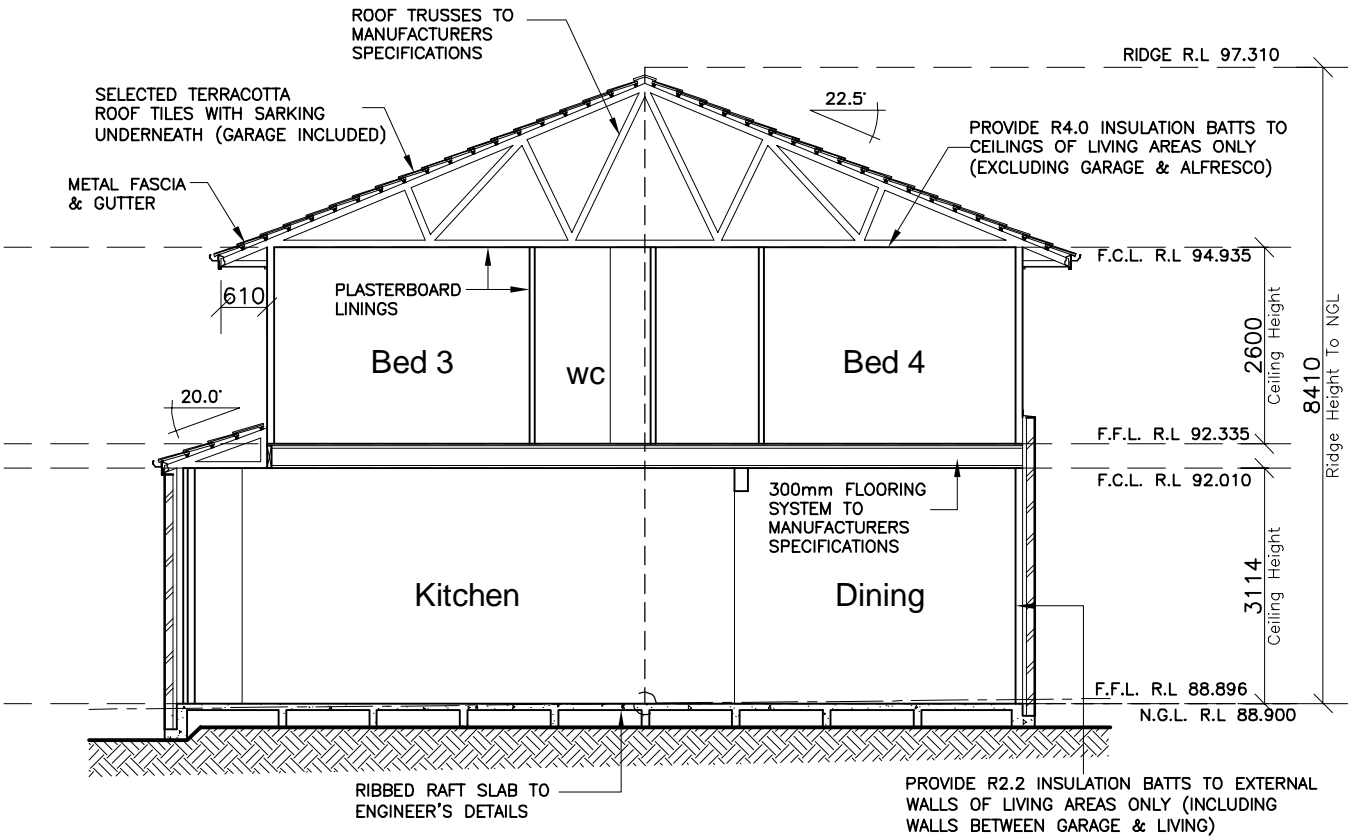 ROOF TRUSSES TO
MANUFACTURERS
SPECIFICATIONS
RIDGE R.L 97.310
SELECTED TERRACOTTA
ROOF TILES WITH SARKING
UNDERNEATH (GARAGE INCLUDED)
22.5°
PROVIDE R4.0 INSULATION BATTS TO
CEILINGS OF LIVING AREAS ONLY
(EXCLUDING GARAGE & ALFRESCO)
METAL FASCIA
& GUTTER
F.C.L. R.L 94.935
610
PLASTERBOARD
LININGS
Bed 3
WC
Bed 4
2600
Ceiling Height
8410
Ridge Height To NGL
20.0°
F.F.L. R.L 92.335
F.C.L. R.L 92.010
300mm FLOORING
SYSTEM TO
MANUFACTURERS
SPECIFICATIONS
Kitchen
Dining
3114
Ceiling Height
F.F.L. R.L 88.896
N.G.L. R.L 88.900
RIBBED RAFT SLAB TO
ENGINEER'S DETAILS
PROVIDE R2.2 INSULATION BATTS TO EXTERNAL
WALLS OF LIVING AREAS ONLY (INCLUDING
WALLS BETWEEN GARAGE & LIVING)